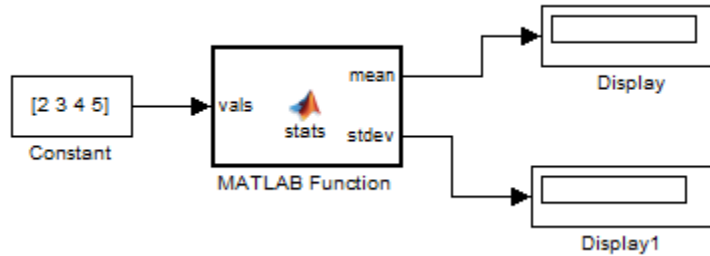 [2 3 4 5]
Constant
vals
stats
mean
stdev
MATLAB Function
Display
Display1